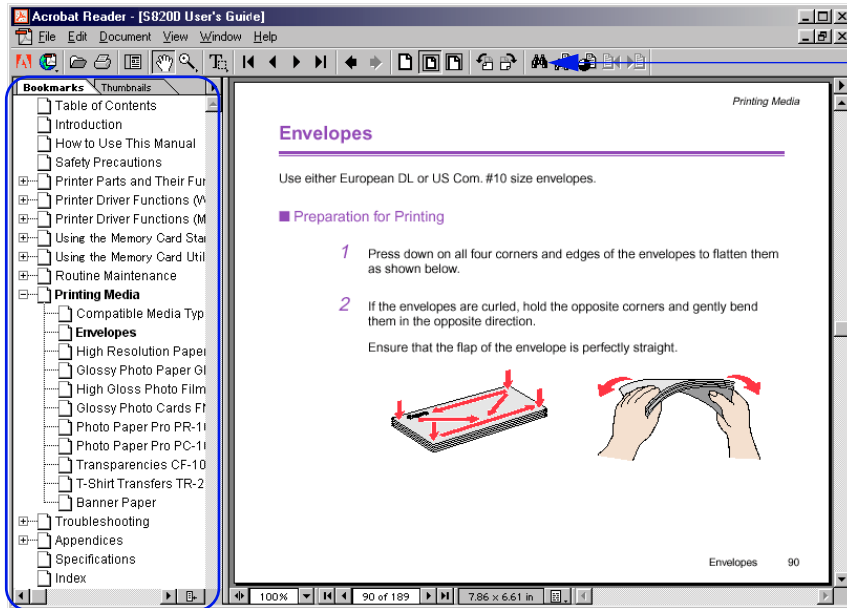 Acrobat Reader - [S820D User's Guide]
File Edit Document View Window Help
Bookmarks Thumbnails
Table of Contents
Introduction
How to Use This Manual
Safety Precautions
Printer Parts and Their Fur
Printer Driver Functions (W
Printer Driver Functions (M
Using the Memory Card Stat
Using the Memory Card Util
Routine Maintenance
Printing Media
Compatible Media Typ
Envelopes
High Resolution Paper
Glossy Photo Paper Gl
High Gloss Photo Film
Glossy Photo Cards F
Photo Paper Pro PR-1
Photo Paper Pro PC-1
Transparencies CF-10
T-Shirt Transfers TR-2
Banner Paper
Troubleshooting
Appendices
Specifications
Index
Printing Media
Envelopes
Use either European DL or US Com. #10 size envelopes.
Preparation for Printing
1 Press down on all four corners and edges of the envelopes to flatten them
as shown below.
2 If the envelopes are curled, hold the opposite corners and gently bend
them in the opposite direction.
Ensure that the flap of the envelope is perfectly straight.
Envelopes 90
100% 90 of 189 7.86 x 6.61 in